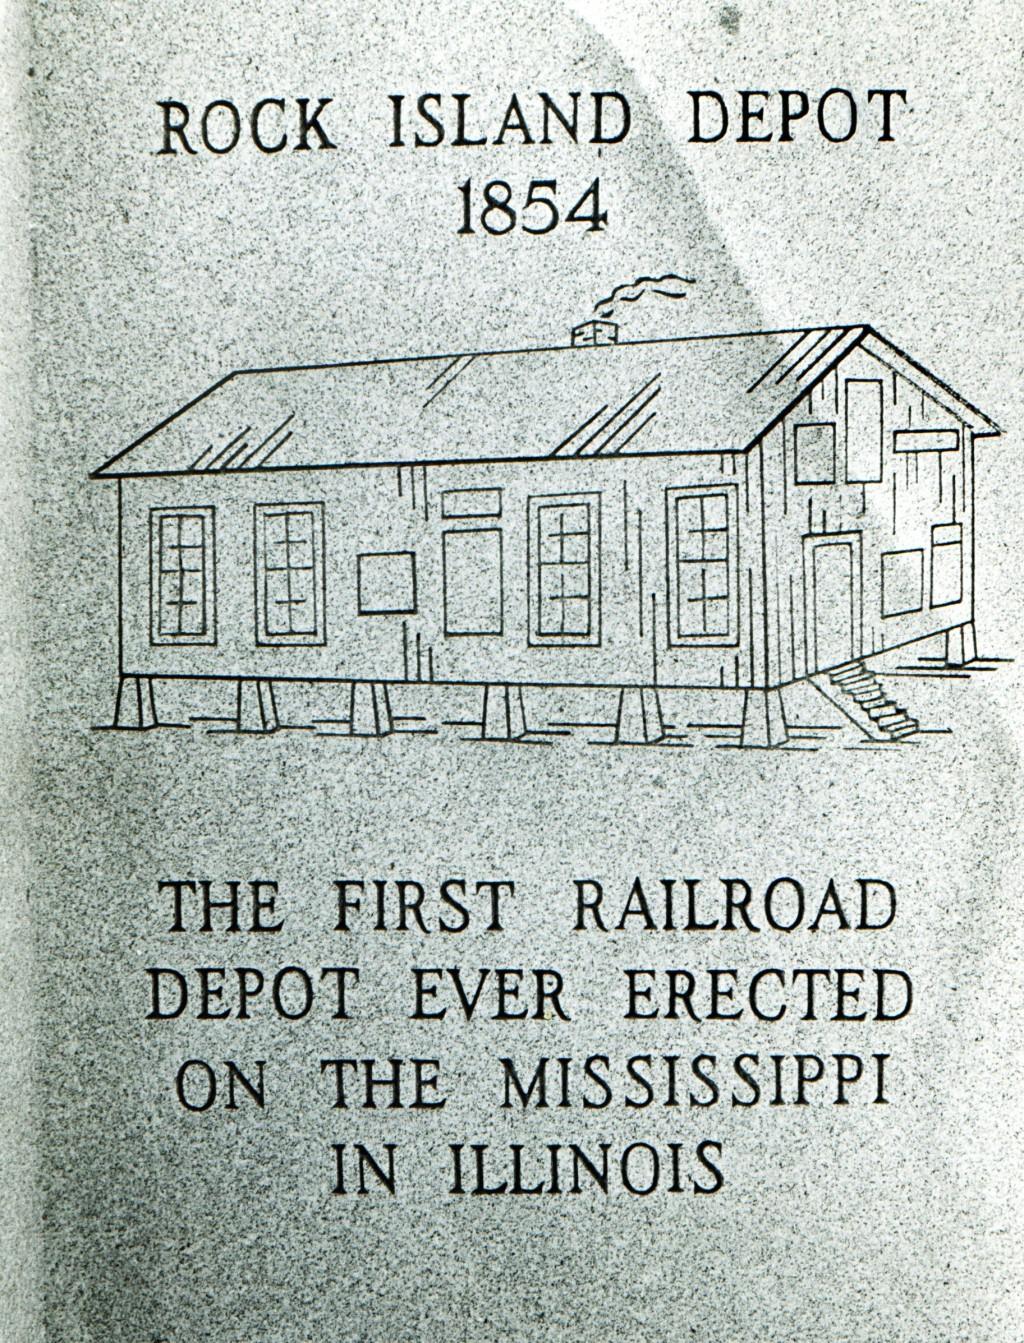 ROCK ISLAND DEPOT
1854
THE FIRST RAILROAD
DEPOT EVER ERECTED
ON THE MISSISSIPPI
IN ILLINOIS